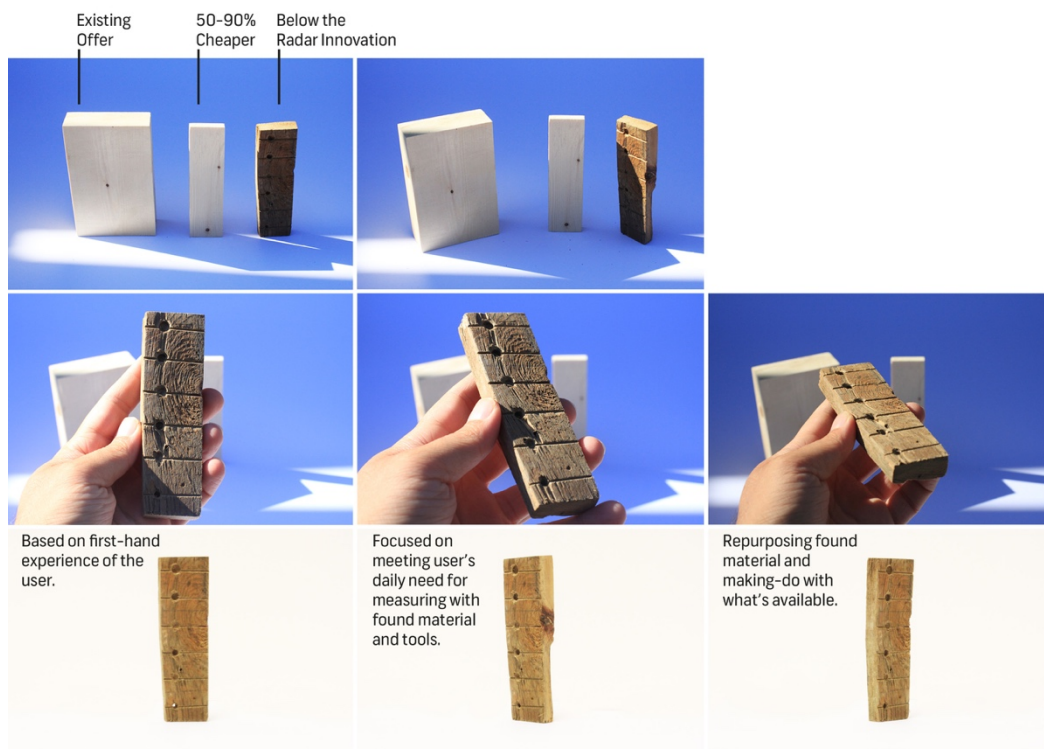 Existing
Offer
50-90%
Cheaper
Below the
Radar Innovation
Based on first-hand
experience of the
user.
Focused on
meeting user's
daily need for
measuring with
found material
and tools.
Repurposing found
material and
making-do with
what's available.